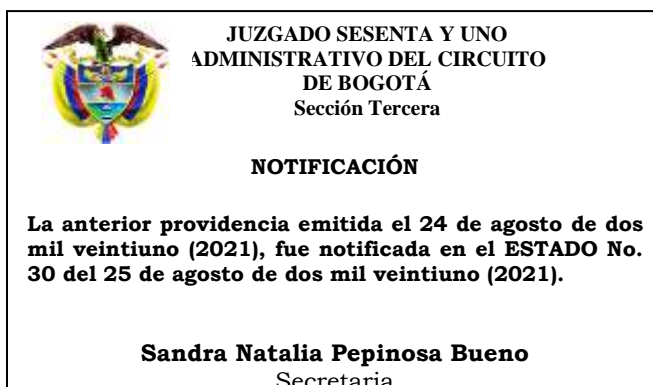 JUZGADO SESENTA Y UNO
ADMINISTRATIVO DEL CIRCUITO
DE BOGOTÁ
Sección Tercera
NOTIFICACIÓN
La anterior providencia emitida el 24 de agosto de dos
mil veintiuno (2021), fue notificada en el ESTADO No.
30 del 25 de agosto de dos mil veintiuno (2021).
Sandra Natalia Pepinosa Bueno
Secretaria